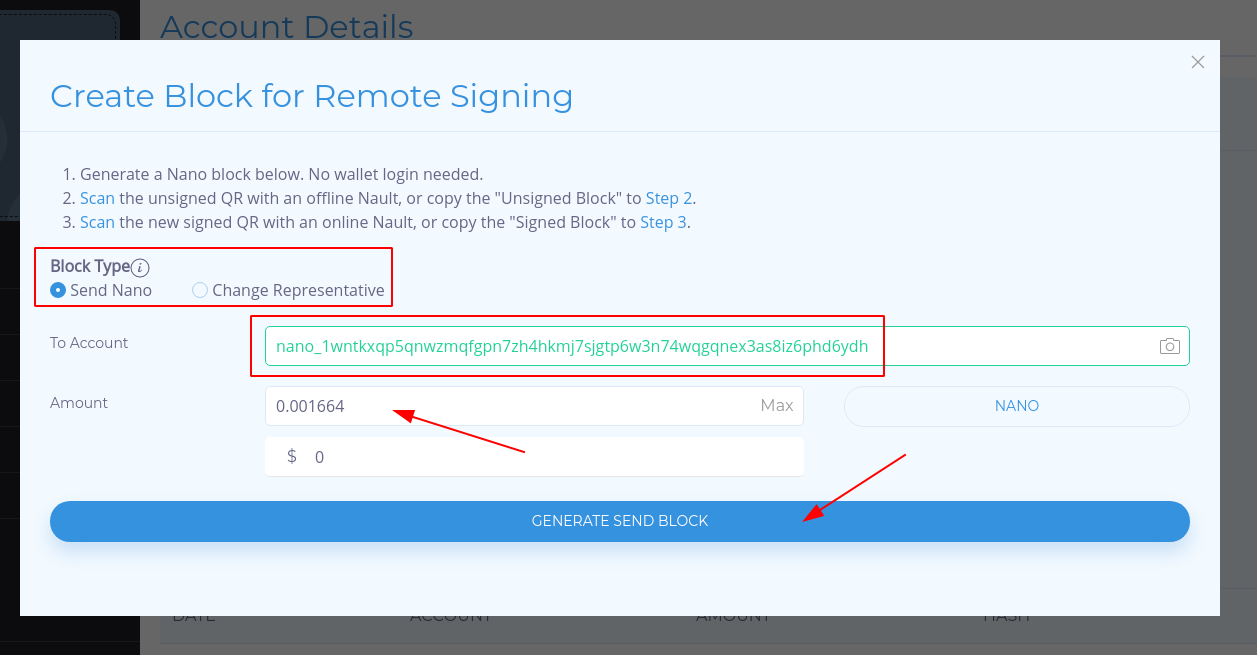 Account Details
Create Block for Remote Signing
1. Generate a Nano block below. No wallet login needed.
2. Scan the unsigned QR with an offline Nault, or copy the "Unsigned Block" to Step 2.
3. Scan the new signed QR with an online Nault, or copy the "Signed Block" to Step 3.
Block Type i
Send Nano Change Representative
To Account nano_1wntkxqp5qnwzmqfgpn7zh4hkmj7sjgtp6w3n74wqgqnex3as8iz6phd6ydh
Amount 0.001664 Max NANO
$ 0
GENERATE SEND BLOCK
DATE ACCOUNT AMOUNT HASH